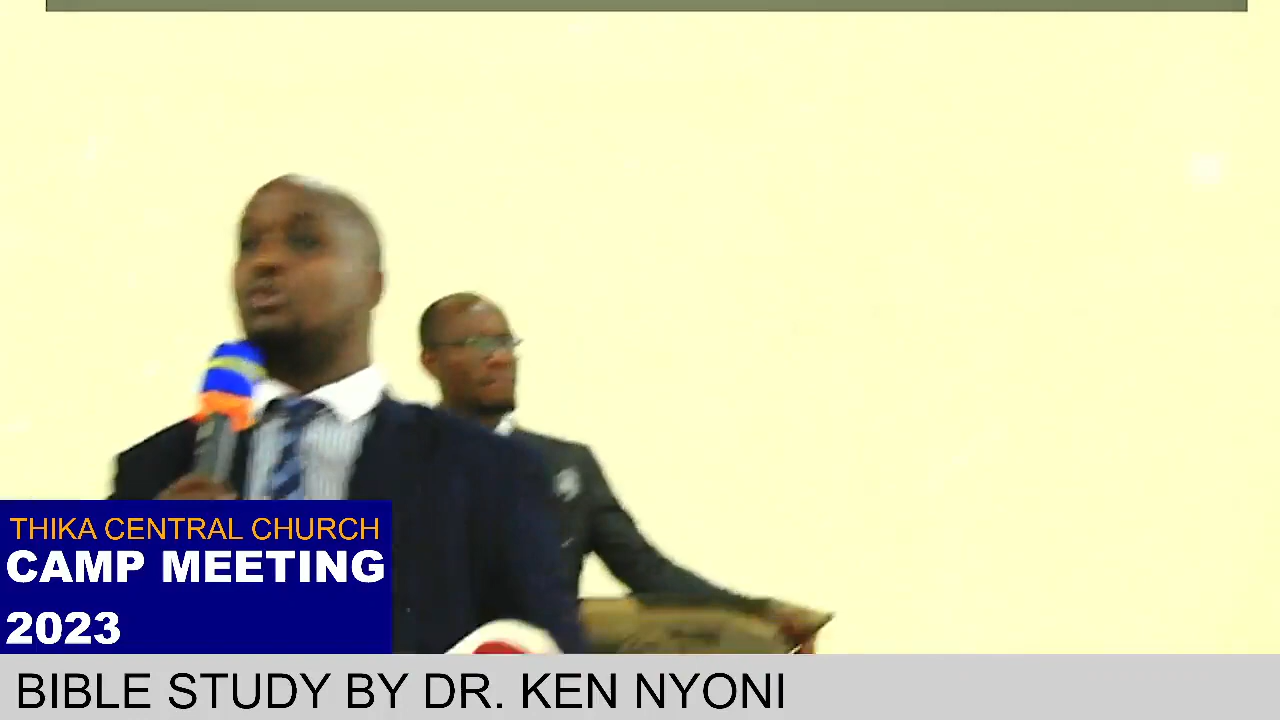 THIKA CENTRAL CHURCH
CAMP MEETING
2023
BIBLE STUDY BY DR. KEN NYONI